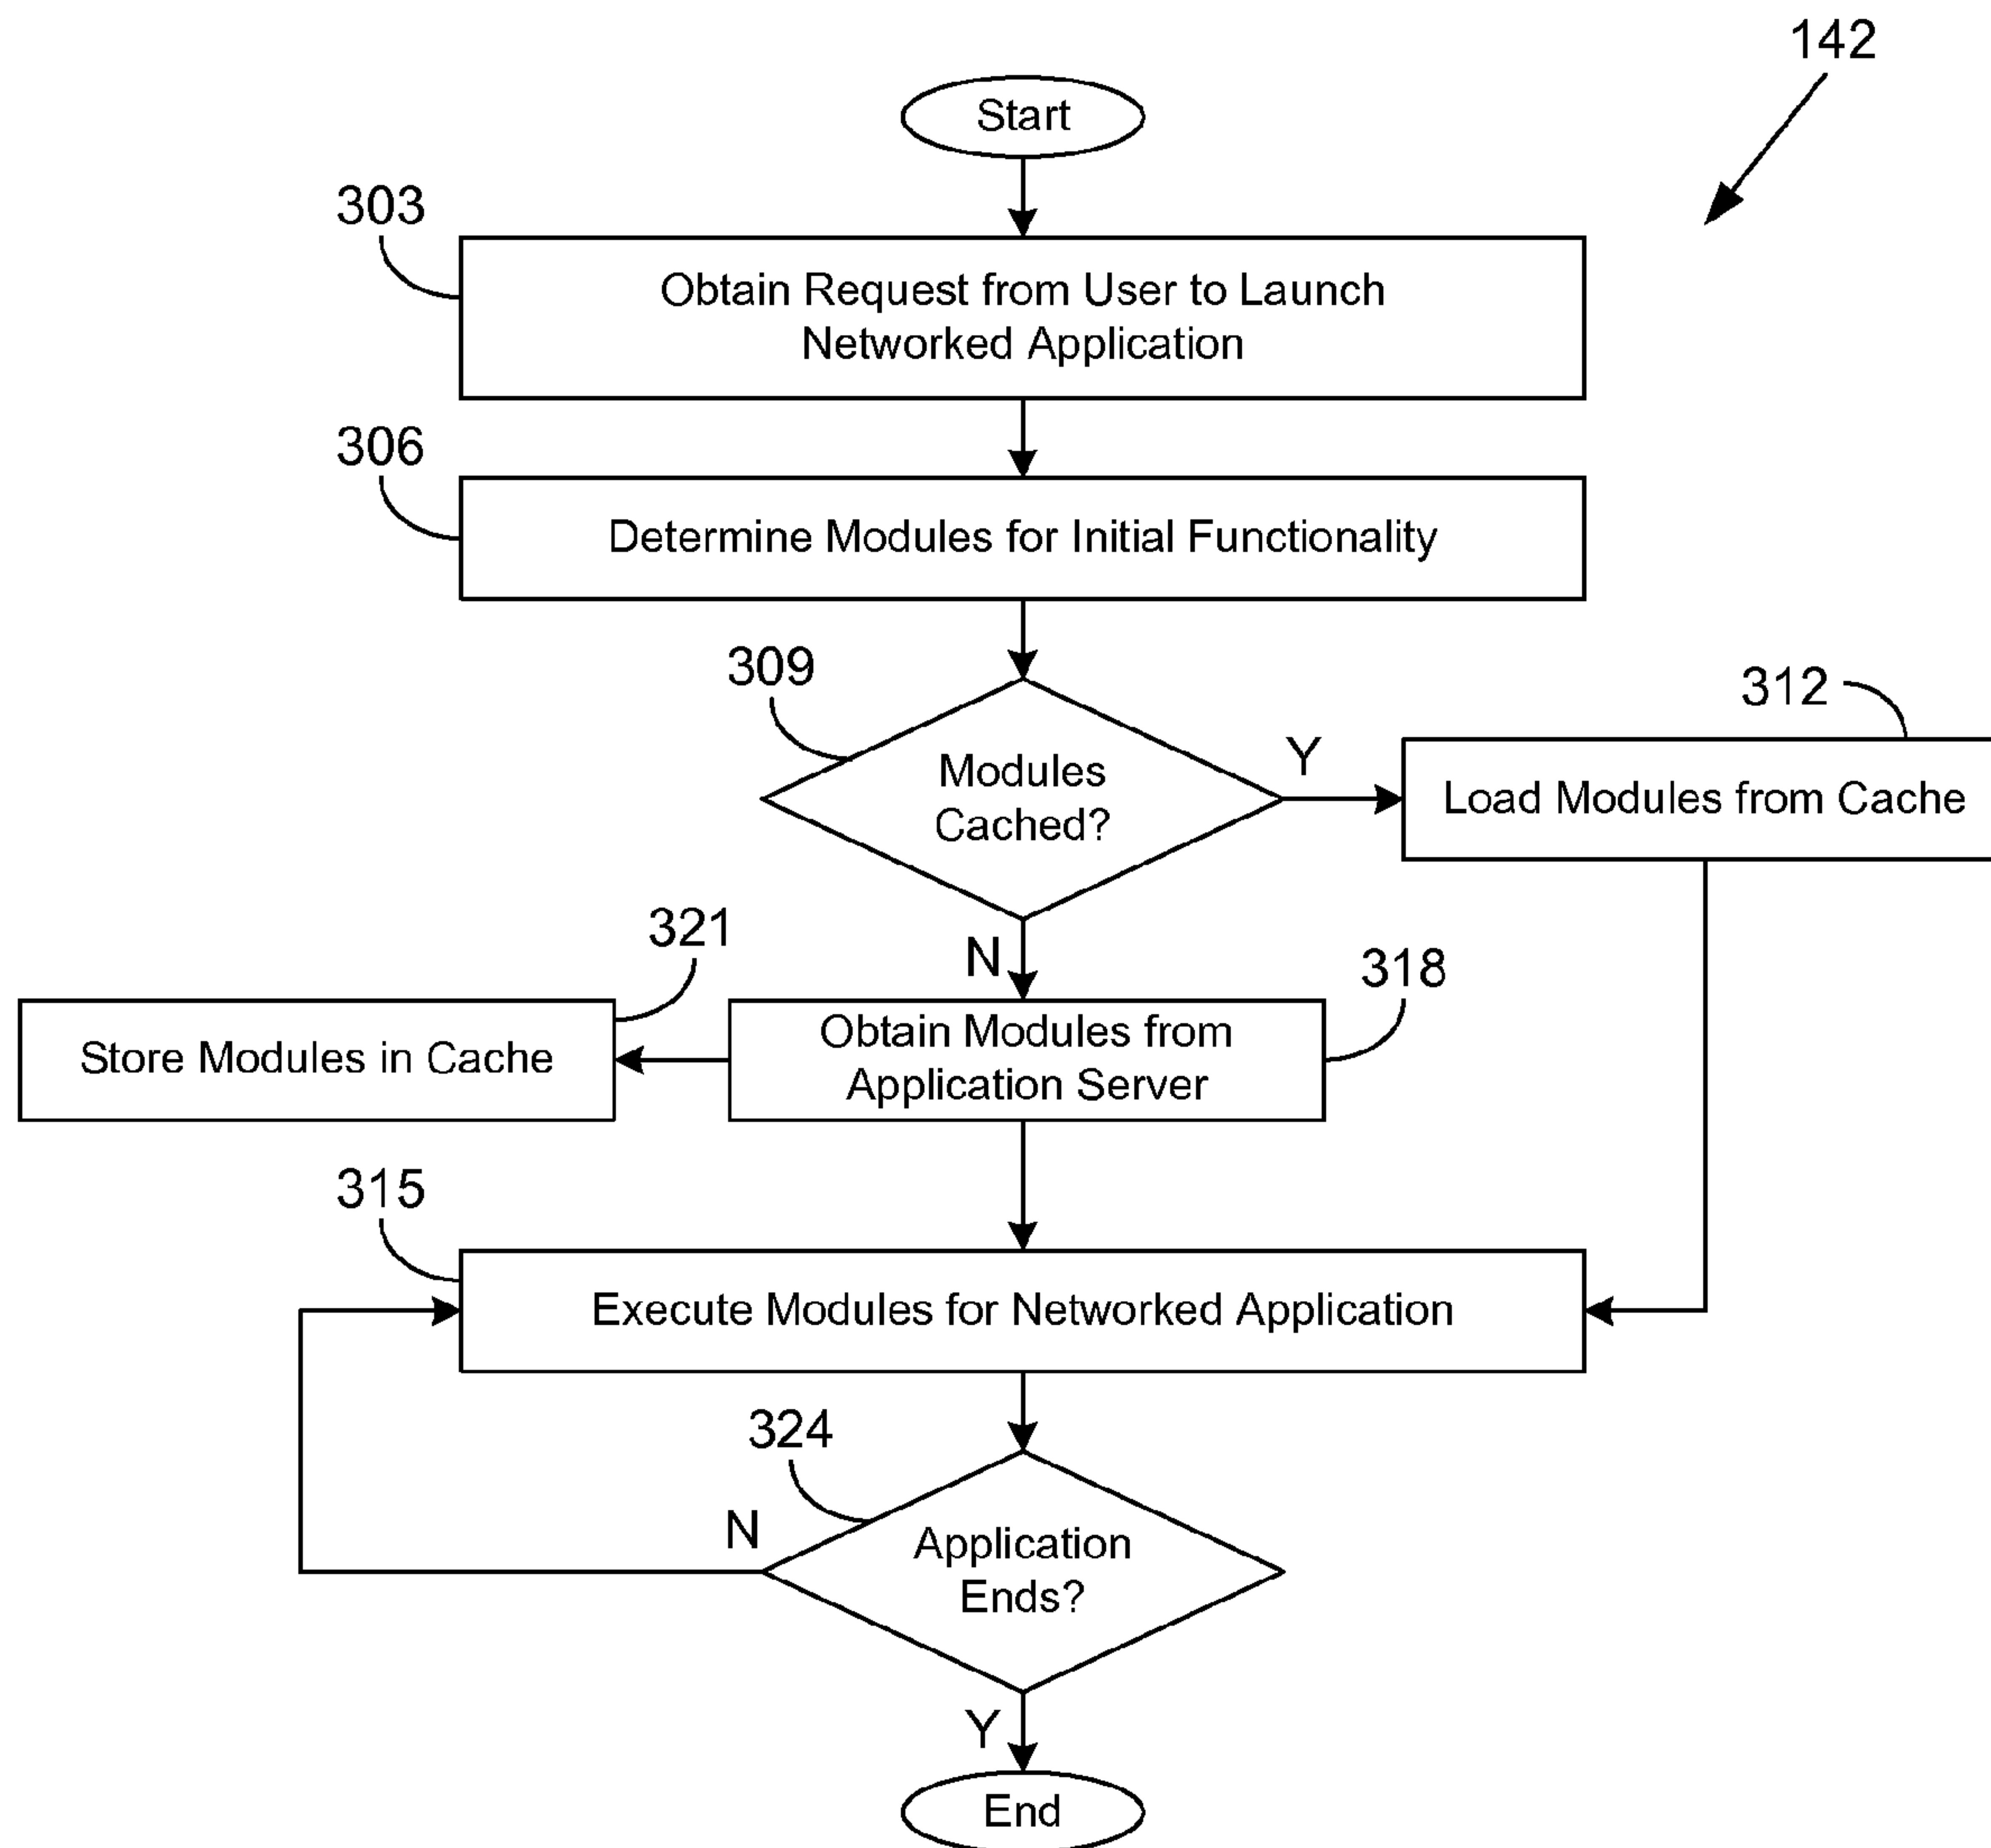 142
Start
303
Obtain Request from User to Launch
Networked Application
306
Determine Modules for Initial Functionality
309
312
Modules
Cached?
Y
Load Modules from Cache
321
N
318
Store Modules in Cache
Obtain Modules from
Application Server
315
Execute Modules for Networked Application
324
N
Application
Ends?
Y
End